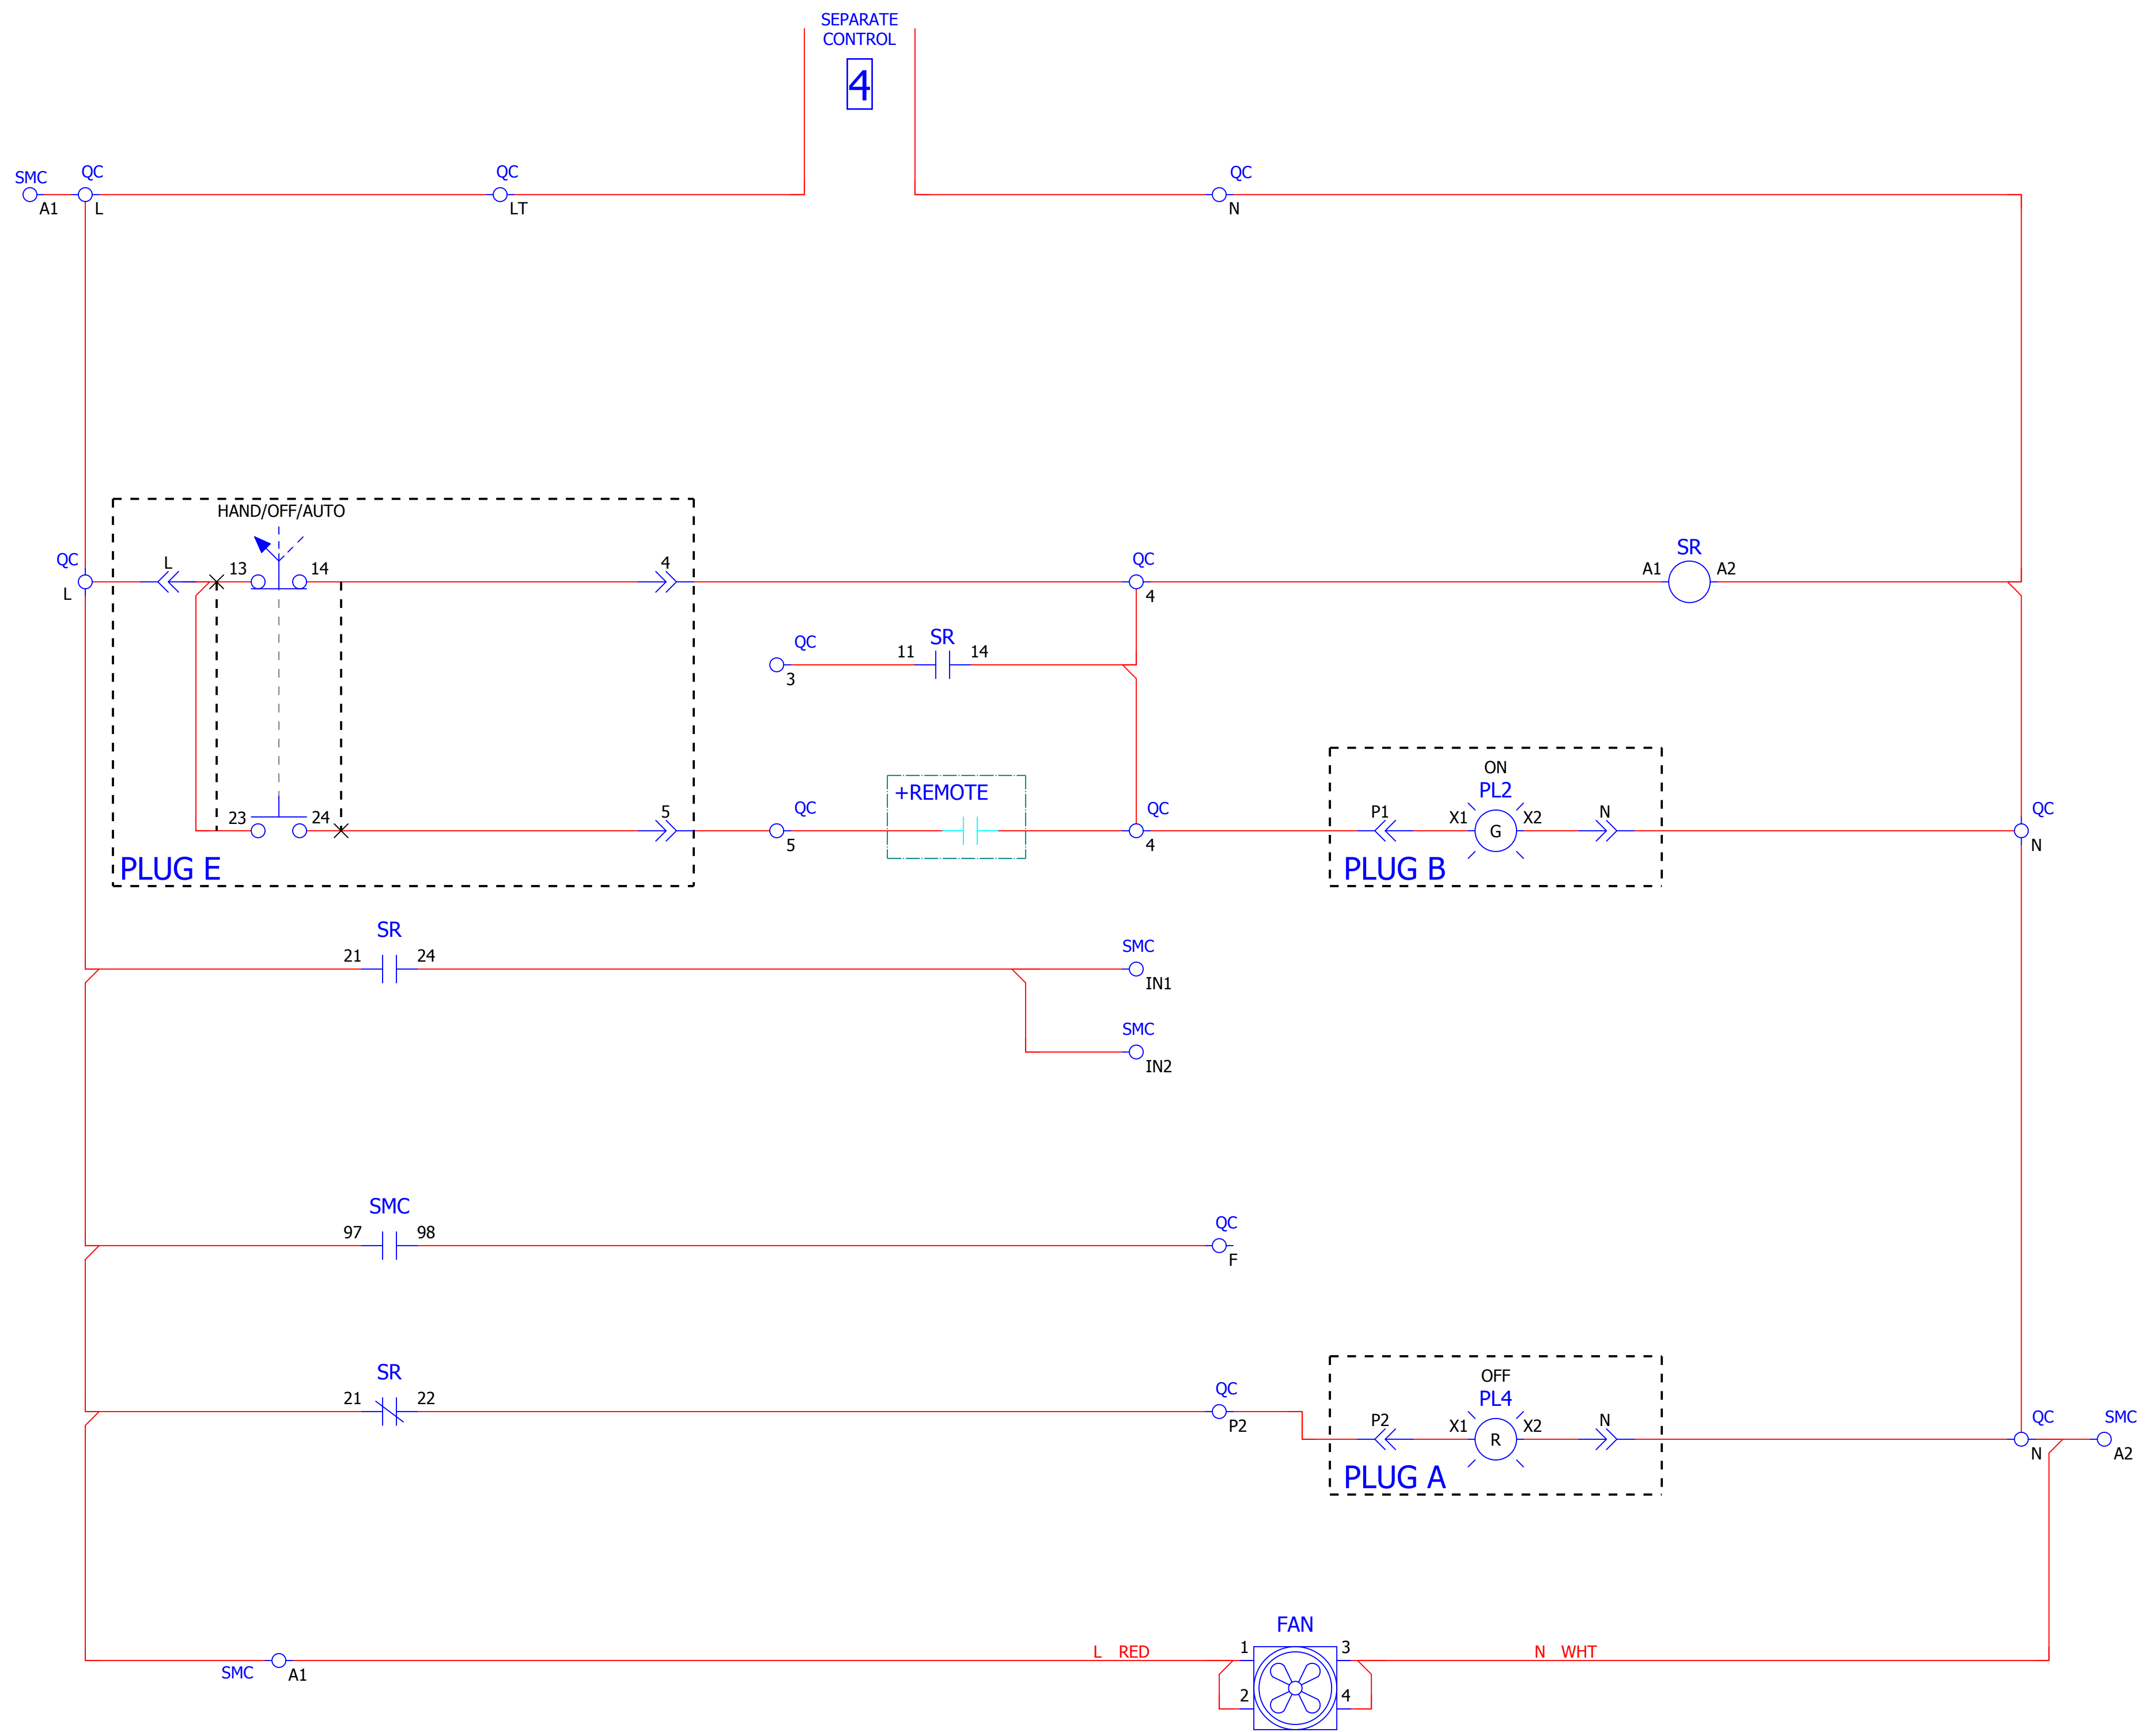 SEPARATE
CONTROL
4
SMC
A1
QC
L
QC
LT
QC
N
HAND/OFF/AUTO
QC
L
L
13
14
4
QC
4
SR
A1
A2
QC
3
11
SR
14
23
24
5
PLUG E
QC
5
+REMOTE
QC
4
ON
PL2
P1
X1
G
X2
N
PLUG B
QC
N
SR
21
24
SMC
IN1
SMC
IN2
SMC
97
98
QC
F
SR
21
22
QC
P2
OFF
PL4
P2
X1
R
X2
N
PLUG A
QC
N
SMC
A2
SMC
A1
L RED
FAN
1
3
2
4
N WHT